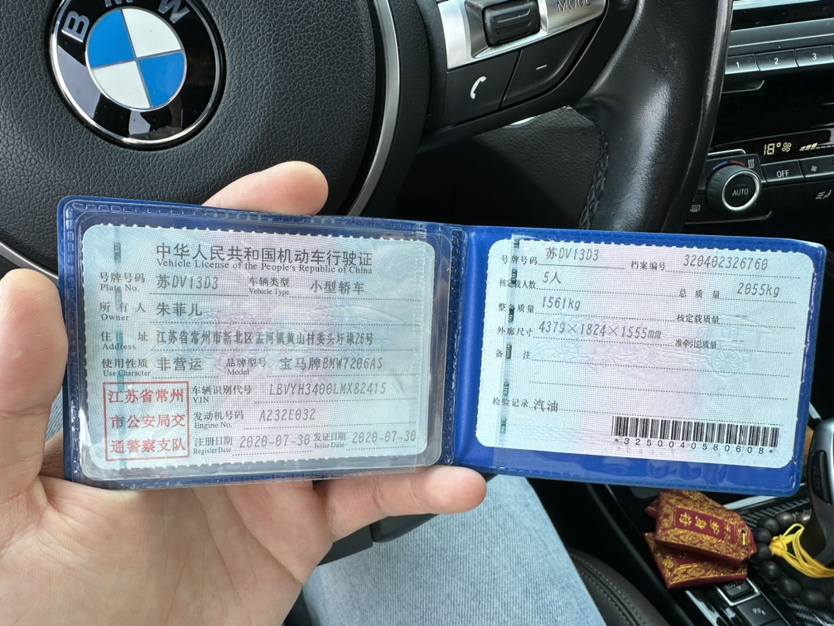 BMW
MODE
1 2 3
18°
AUTO
OFF
中华人民共和国机动车行驶证
Vehicle License of the People's Republic of China
号牌号码 苏DV13D3 车辆类型 小型轿车
Plate No. Vehicle Type
所有人 朱菲儿
Owner
住址 江苏省常州市新北区孟河镇黄山村委头圩垛26号
Address
使用性质 非营运 品牌型号 宝马牌BMW7206AS
Use Character Model
江苏省常州
市公安局交
通警察支队
车辆识别代号 LBVYH3400LMX82415
VIN
发动机号码 A232E032
Engine No.
注册日期 2020-07-30 发证日期 2020-07-30
Register Date Issue Date
号牌号码 苏DV13D3 档案编号 320402326760
核定载人数 5人 总质量 2055kg
整备质量 1561kg 核定载质量
外廓尺寸 4379×1824×1555mm 准牵引总质量
备注
检验记录 汽油
*3250040580608*